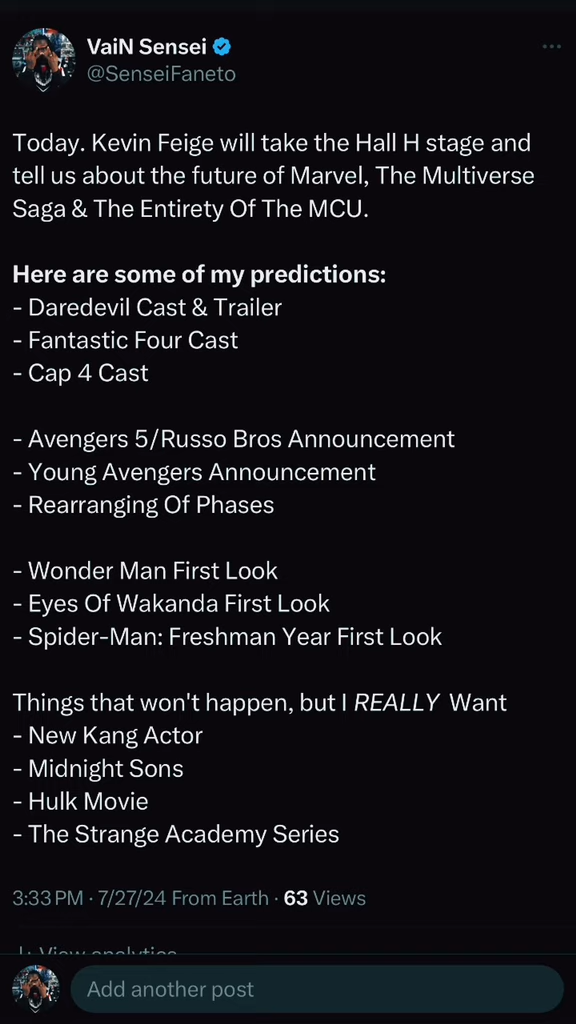 VaiN Sensei
@SenseiFaneto
Today. Kevin Feige will take the Hall H stage and
tell us about the future of Marvel, The Multiverse
Saga & The Entirety Of The MCU.
Here are some of my predictions:
- Daredevil Cast & Trailer
- Fantastic Four Cast
- Cap 4 Cast
- Avengers 5/Russo Bros Announcement
- Young Avengers Announcement
- Rearranging Of Phases
- Wonder Man First Look
- Eyes Of Wakanda First Look
- Spider-Man: Freshman Year First Look
Things that won't happen, but I REALLY Want
- New Kang Actor
- Midnight Sons
- Hulk Movie
- The Strange Academy Series
3:33 PM · 7/27/24 From Earth · 63 Views
View analytics
Add another post